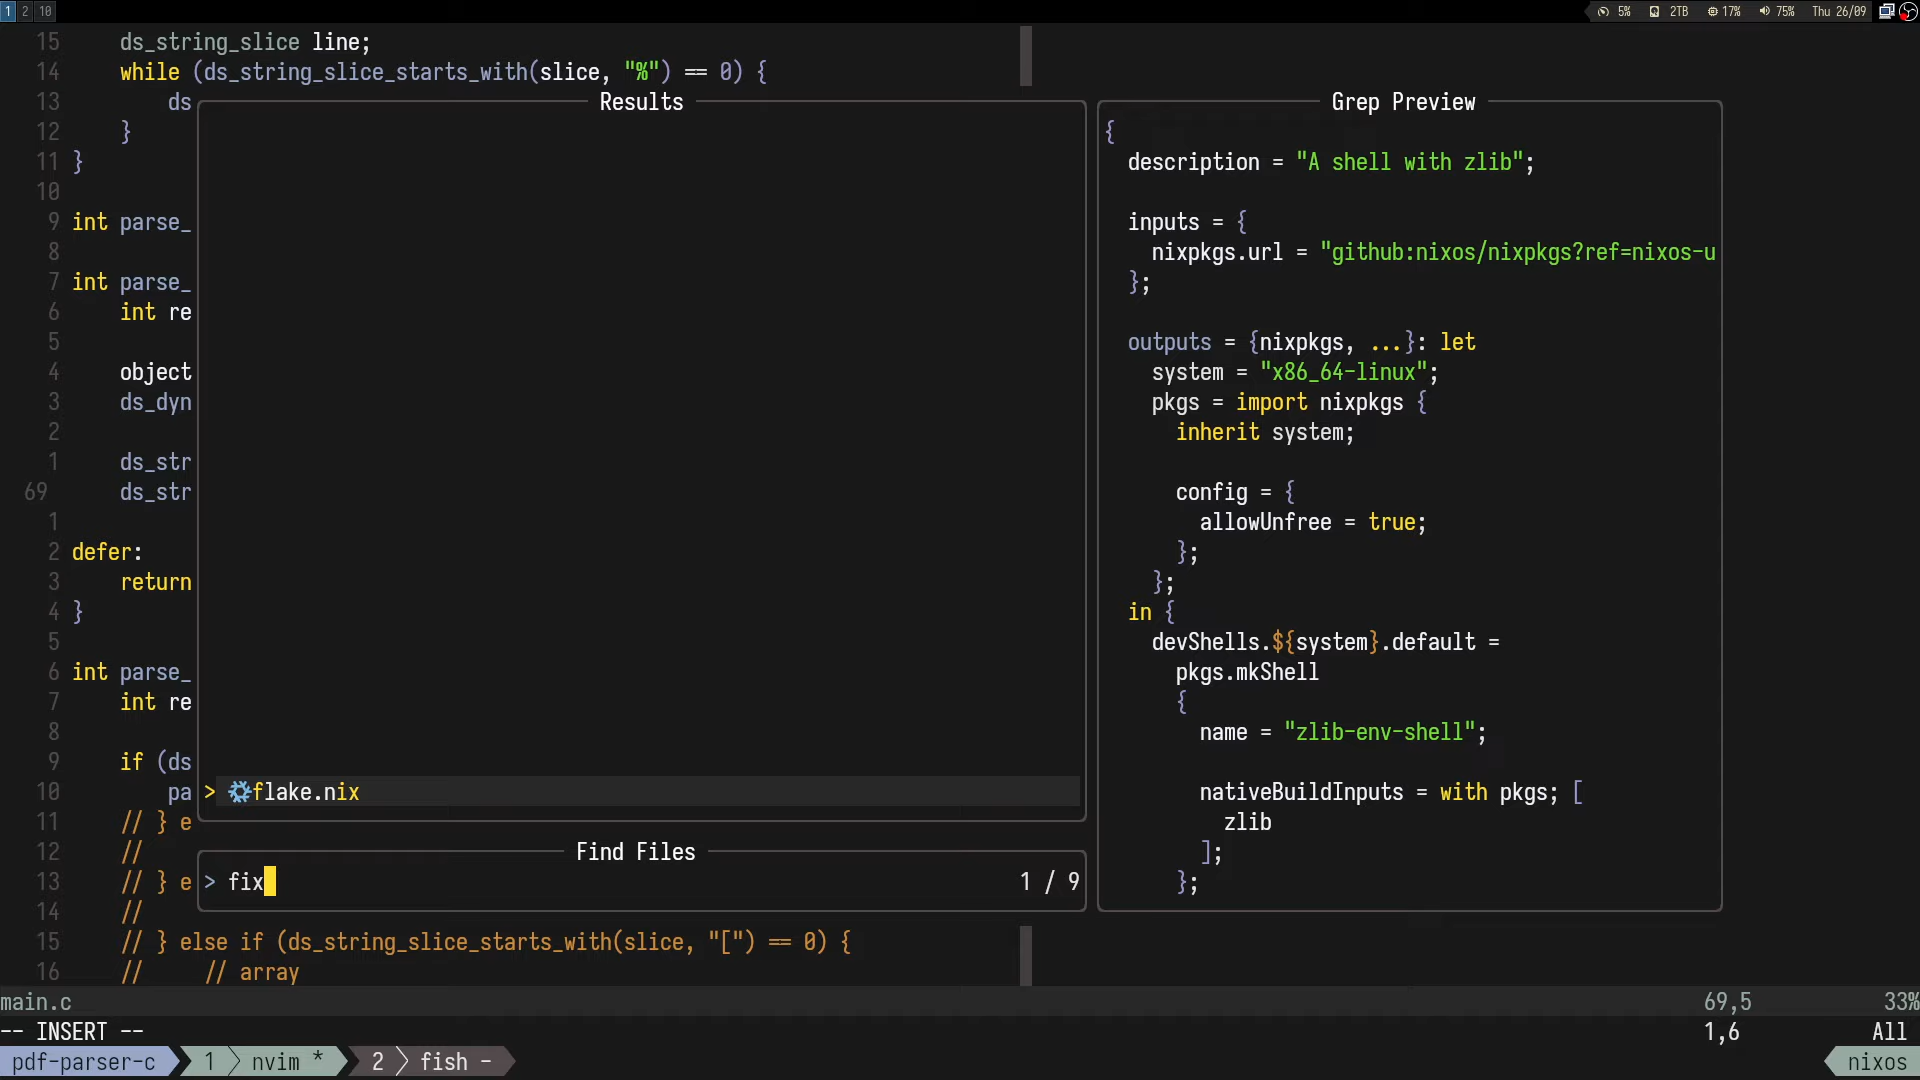 1 2 10
5% 2TB 17% 75% Thu 26/09
15 ds_string_slice line;
14 while (ds_string_slice_starts_with(slice, "%") == 0) {
13 ds
12 }
11 }
10
9 int parse_
8
7 int parse_
6 int re
5
4 object
3 ds_dyn
2
1 ds_str
69 ds_str
1
2 defer:
3 return
4 }
5
6 int parse_
7 int re
8
9 if (ds
10 pa
11 // } e
12 //
13 // } e
14 //
15 // } else if (ds_string_slice_starts_with(slice, "[") == 0) {
16 // // array
Results
> flake.nix
Find Files
> fix 1 / 9
Grep Preview
{
description = "A shell with zlib";
inputs = {
nixpkgs.url = "github:nixos/nixpkgs?ref=nixos-u
};
outputs = {nixpkgs, ...}: let
system = "x86_64-linux";
pkgs = import nixpkgs {
inherit system;
config = {
allowUnfree = true;
};
};
in {
devShells.${system}.default =
pkgs.mkShell
{
name = "zlib-env-shell";
nativeBuildInputs = with pkgs; [
zlib
];
};
main.c 69,5 33%
-- INSERT -- 1,6 All
pdf-parser-c 1 nvim * 2 fish - nixos